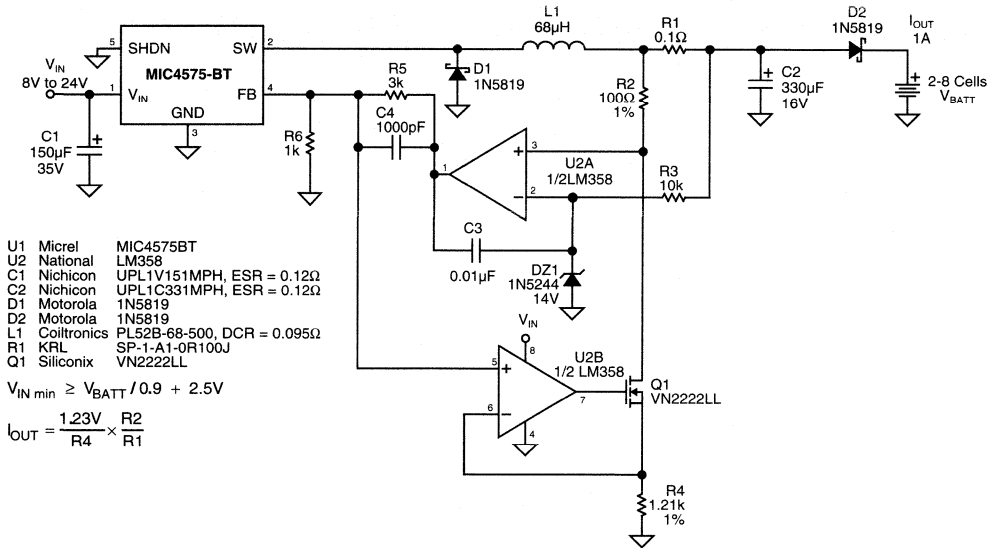 L1
68µH
R1
0.1Ω
D2
1N5819
IOUT
1A
5 SHDN
SW 2
MIC4575-BT
VIN
8V to 24V
1 VIN
FB 4
GND
3
R5
3k
D1
1N5819
R2
100Ω
1%
C2
330µF
16V
2-8 Cells
VBATT
C1
150µF
35V
R6
1k
C4
1000pF
1
3
+
U2A
1/2LM358
2
–
R3
10k
C3
0.01µF
DZ1
1N5244
14V
U1 Micrel MIC4575BT
U2 National LM358
C1 Nichicon UPL1V151MPH, ESR = 0.12Ω
C2 Nichicon UPL1C331MPH, ESR = 0.12Ω
D1 Motorola 1N5819
D2 Motorola 1N5819
L1 Coiltronics PL52B-68-500, DCR = 0.095Ω
R1 KRL SP-1-A1-0R100J
Q1 Siliconix VN2222LL
VIN min ≥ VBATT / 0.9 + 2.5V
IOUT = 1.23V / R4 × R2 / R1
VIN
8
U2B
1/2 LM358
5
+
6
–
7
4
Q1
VN2222LL
R4
1.21k
1%